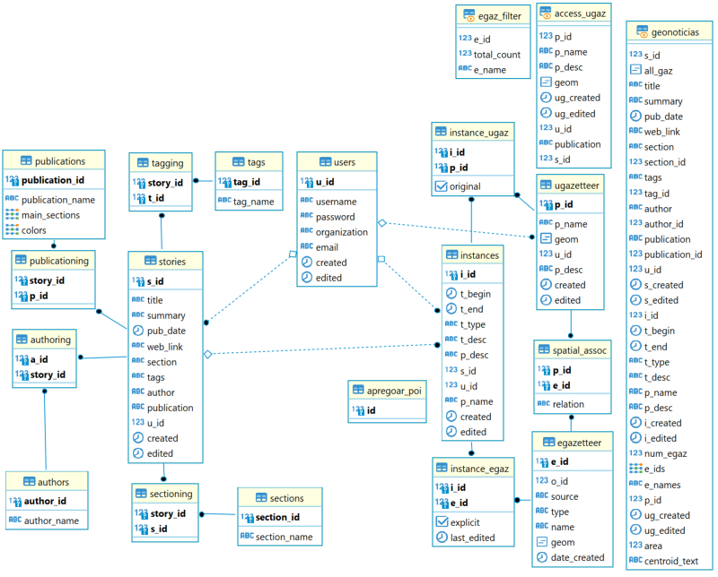 egaz_filter
123 e_id
123 total_count
ABC e_name
access_ugaz
123 p_id
ABC p_name
ABC p_desc
geom
ug_created
ug_edited
123 u_id
ABC publication
123 s_id
geonoticias
123 s_id
all_gaz
ABC title
ABC summary
pub_date
ABC web_link
ABC section
123 section_id
ABC tags
123 tag_id
ABC author
123 author_id
ABC publication
123 publication_id
123 u_id
s_created
s_edited
123 i_id
t_begin
t_end
ABC t_type
ABC t_desc
ABC p_name
ABC p_desc
i_created
i_edited
123 num_egaz
e_ids
ABC e_names
123 p_id
ug_created
ug_edited
123 area
ABC centroid_text
publications
123 publication_id
ABC publication_name
main_sections
colors
tagging
123 story_id
123 t_id
tags
123 tag_id
ABC tag_name
users
123 u_id
ABC username
ABC password
ABC organization
ABC email
created
edited
instance_ugaz
123 i_id
123 p_id
original
ugazetteer
123 p_id
ABC p_name
geom
123 u_id
ABC p_desc
created
edited
publicationing
123 story_id
123 p_id
stories
123 s_id
ABC title
ABC summary
pub_date
ABC web_link
ABC section
ABC tags
ABC author
ABC publication
123 u_id
created
edited
instances
123 i_id
t_begin
t_end
ABC t_type
ABC t_desc
ABC p_desc
123 s_id
123 u_id
ABC p_name
created
edited
authoring
123 a_id
123 story_id
apregoar_poi
123 id
spatial_assoc
123 p_id
123 e_id
ABC relation
authors
123 author_id
ABC author_name
sectioning
123 story_id
123 s_id
sections
123 section_id
ABC section_name
instance_egaz
123 i_id
123 e_id
explicit
last_edited
egazetteer
123 e_id
123 o_id
ABC source
ABC type
ABC name
geom
date_created